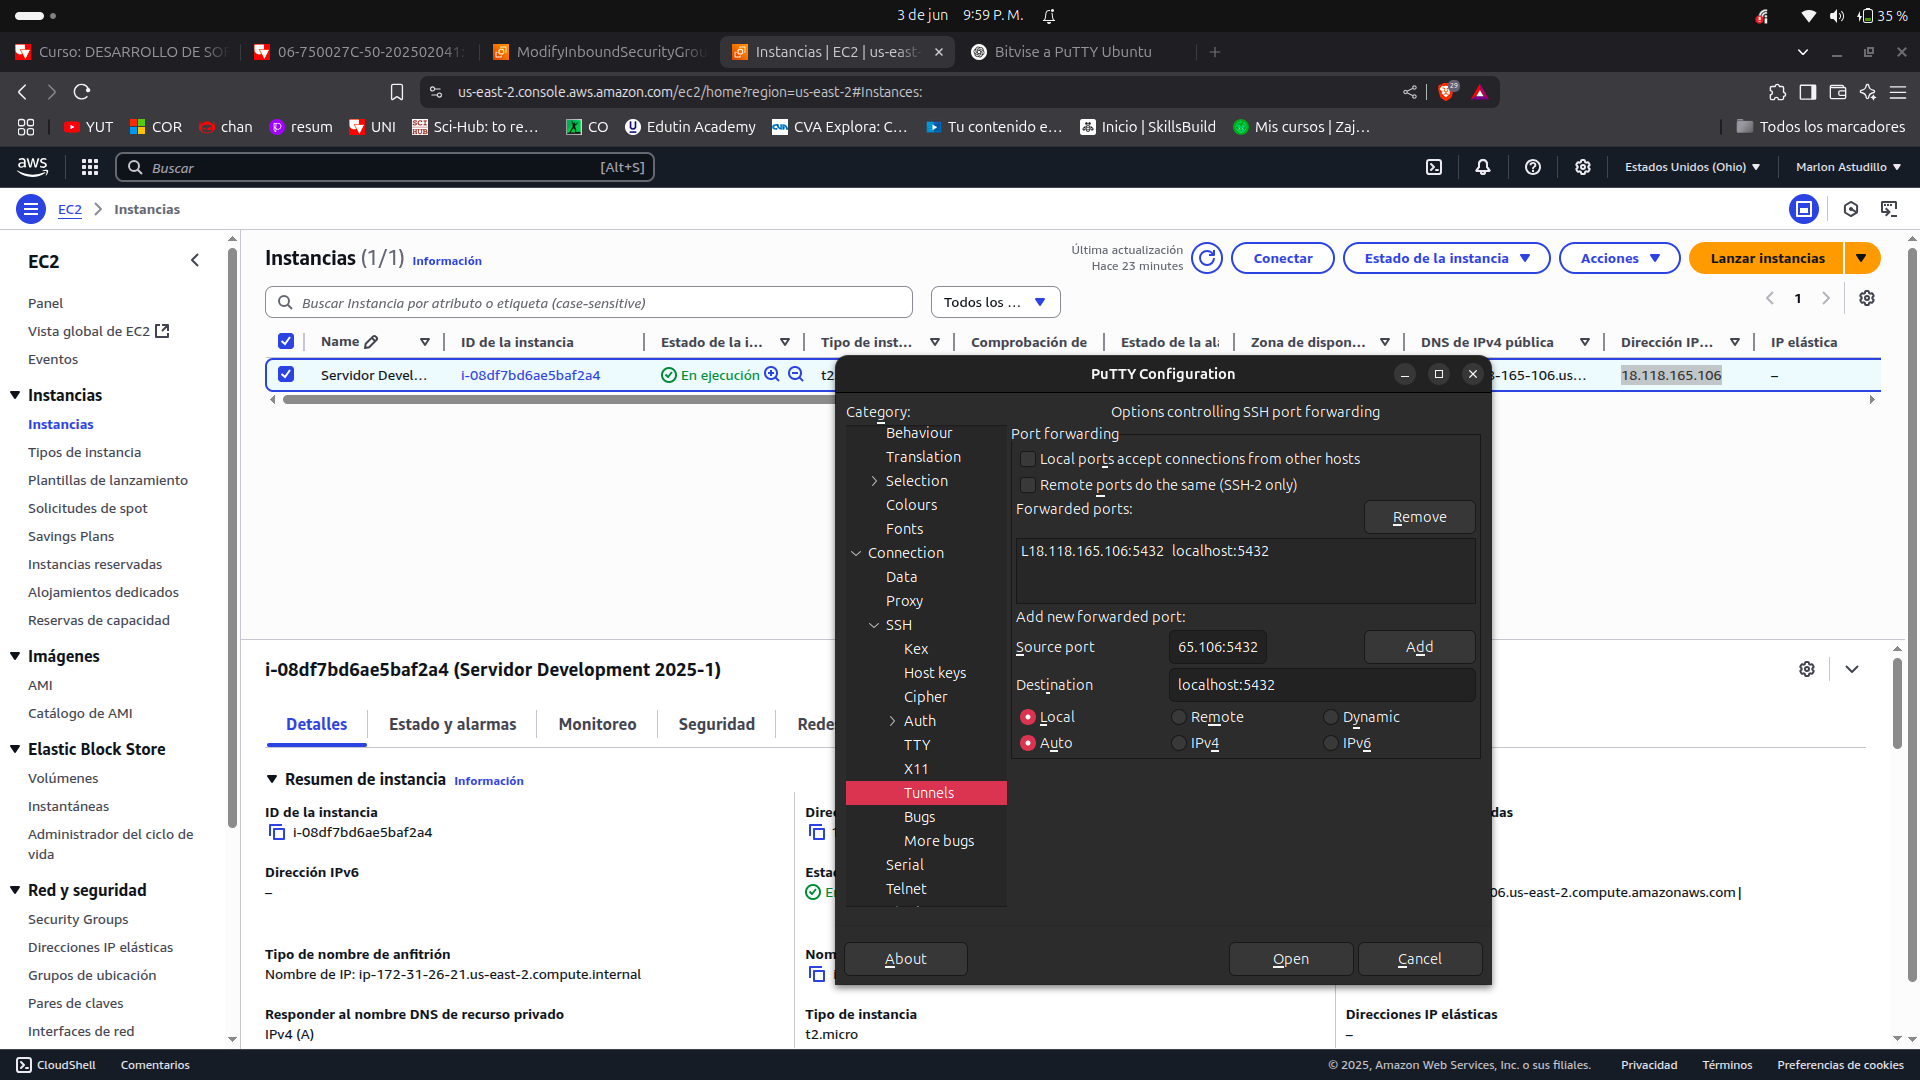 3 de jun 9:59 P. M.
35 %
Curso: DESARROLLO DE SOF
06-750027C-50-202502041
ModifyInboundSecurityGrou
Instancias | EC2 | us-east-
Bitvise a PuTTY Ubuntu
us-east-2.console.aws.amazon.com/ec2/home?region=us-east-2#Instances:
29
YUT
COR
chan
resum
UNI
Sci-Hub: to re...
CO
Edutin Academy
CVA Explora: C...
Tu contenido e...
Inicio | SkillsBuild
Mis cursos | Zaj...
Todos los marcadores
aws
Buscar
[Alt+S]
Estados Unidos (Ohio)
Marlon Astudillo
EC2
Instancias
EC2
Panel
Vista global de EC2
Eventos
Instancias
Instancias
Tipos de instancia
Plantillas de lanzamiento
Solicitudes de spot
Savings Plans
Instancias reservadas
Alojamientos dedicados
Reservas de capacidad
Imágenes
AMI
Catálogo de AMI
Elastic Block Store
Volúmenes
Instantáneas
Administrador del ciclo de
vida
Red y seguridad
Security Groups
Direcciones IP elásticas
Grupos de ubicación
Pares de claves
Interfaces de red
Instancias (1/1) Información
Última actualización
Hace 23 minutes
Conectar
Estado de la instancia
Acciones
Lanzar instancias
Buscar Instancia por atributo o etiqueta (case-sensitive)
Todos los ...
1
Name
ID de la instancia
Estado de la i...
Tipo de inst...
Comprobación de
Estado de la al
Zona de dispon...
DNS de IPv4 pública
Dirección IP...
IP elástica
Servidor Devel...
i-08df7bd6ae5baf2a4
En ejecución
t2
-165-106.us...
18.118.165.106
–
i-08df7bd6ae5baf2a4 (Servidor Development 2025-1)
Detalles
Estado y alarmas
Monitoreo
Seguridad
Redes
Resumen de instancia Información
ID de la instancia
i-08df7bd6ae5baf2a4
Dirección IPv6
–
Tipo de nombre de anfitrión
Nombre de IP: ip-172-31-26-21.us-east-2.compute.internal
Responder al nombre DNS de recurso privado
IPv4 (A)
Tipo de instancia
t2.micro
das
06.us-east-2.compute.amazonaws.com |
Direcciones IP elásticas
–
PuTTY Configuration
Category:
Behaviour
Translation
Selection
Colours
Fonts
Connection
Data
Proxy
SSH
Kex
Host keys
Cipher
Auth
TTY
X11
Tunnels
Bugs
More bugs
Serial
Telnet
Options controlling SSH port forwarding
Port forwarding
Local ports accept connections from other hosts
Remote ports do the same (SSH-2 only)
Forwarded ports:
Remove
L18.118.165.106:5432 localhost:5432
Add new forwarded port:
Source port
65.106:5432
Add
Destination
localhost:5432
Local
Remote
Dynamic
Auto
IPv4
IPv6
About
Open
Cancel
CloudShell
Comentarios
© 2025, Amazon Web Services, Inc. o sus filiales.
Privacidad
Términos
Preferencias de cookies